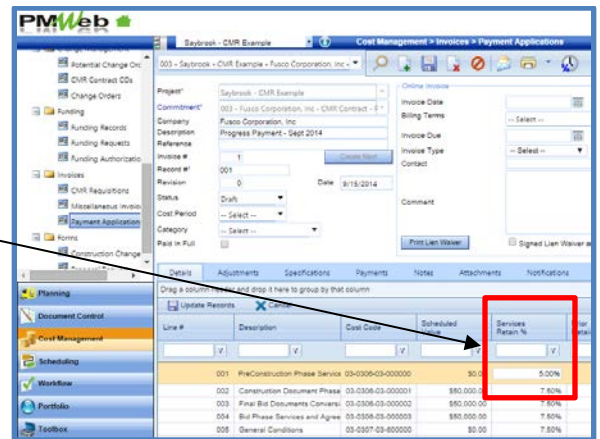 PMWeb
Saybrook - CMR Example
Cost Management > Invoices > Payment Applications
003 - Saybrook - CMR Example - Fusco Corporation, Inc -
Potential Change Orc
CMR Contract COs
Change Orders
Funding
Funding Records
Funding Requests
Funding Authorizatio
Invoices
CMR Requisitions
Miscellaneous Invoic
Payment Application
Forms
Construction Change
Planning
Document Control
Cost Management
Scheduling
Workflow
Portfolio
Toolbox
Project* Saybrook - CMR Example
Commitment* 003 - Fusco Corporation, Inc - CMR Contract -
Company Fusco Corporation, Inc
Description Progress Payment - Sept 2014
Reference
Invoice # 1 Create Next
Record #* 001
Revision 0 Date 9/15/2014
Status Draft
Cost Period -- Select --
Category -- Select --
Paid In Full
Online Invoice
Invoice Date
Billing Terms -- Select --
Invoice Due
Invoice Type -- Select --
Contact
Comment
Print Lien Waiver Signed Lien Waiver
Details Adjustments Specifications Payments Notes Attachments Notifications
Drag a column header and drop it here to group by that column
Update Records Cancel
Line # Description Cost Code Scheduled Value Services Retain % Prior
001 PreConstruction Phase Service 03-0306-03-000000 $0.00 5.00%
002 Construction Document Phase 03-0306-03-000001 $50,000.00 7.50%
003 Final Bid Documents Conversi 03-0306-03-000002 $50,000.00 7.50%
004 Bid Phase Services and Agree 03-0306-03-000003 $50,000.00 7.50%
005 General Conditions 03-0307-03-600000 $0.00 7.50%